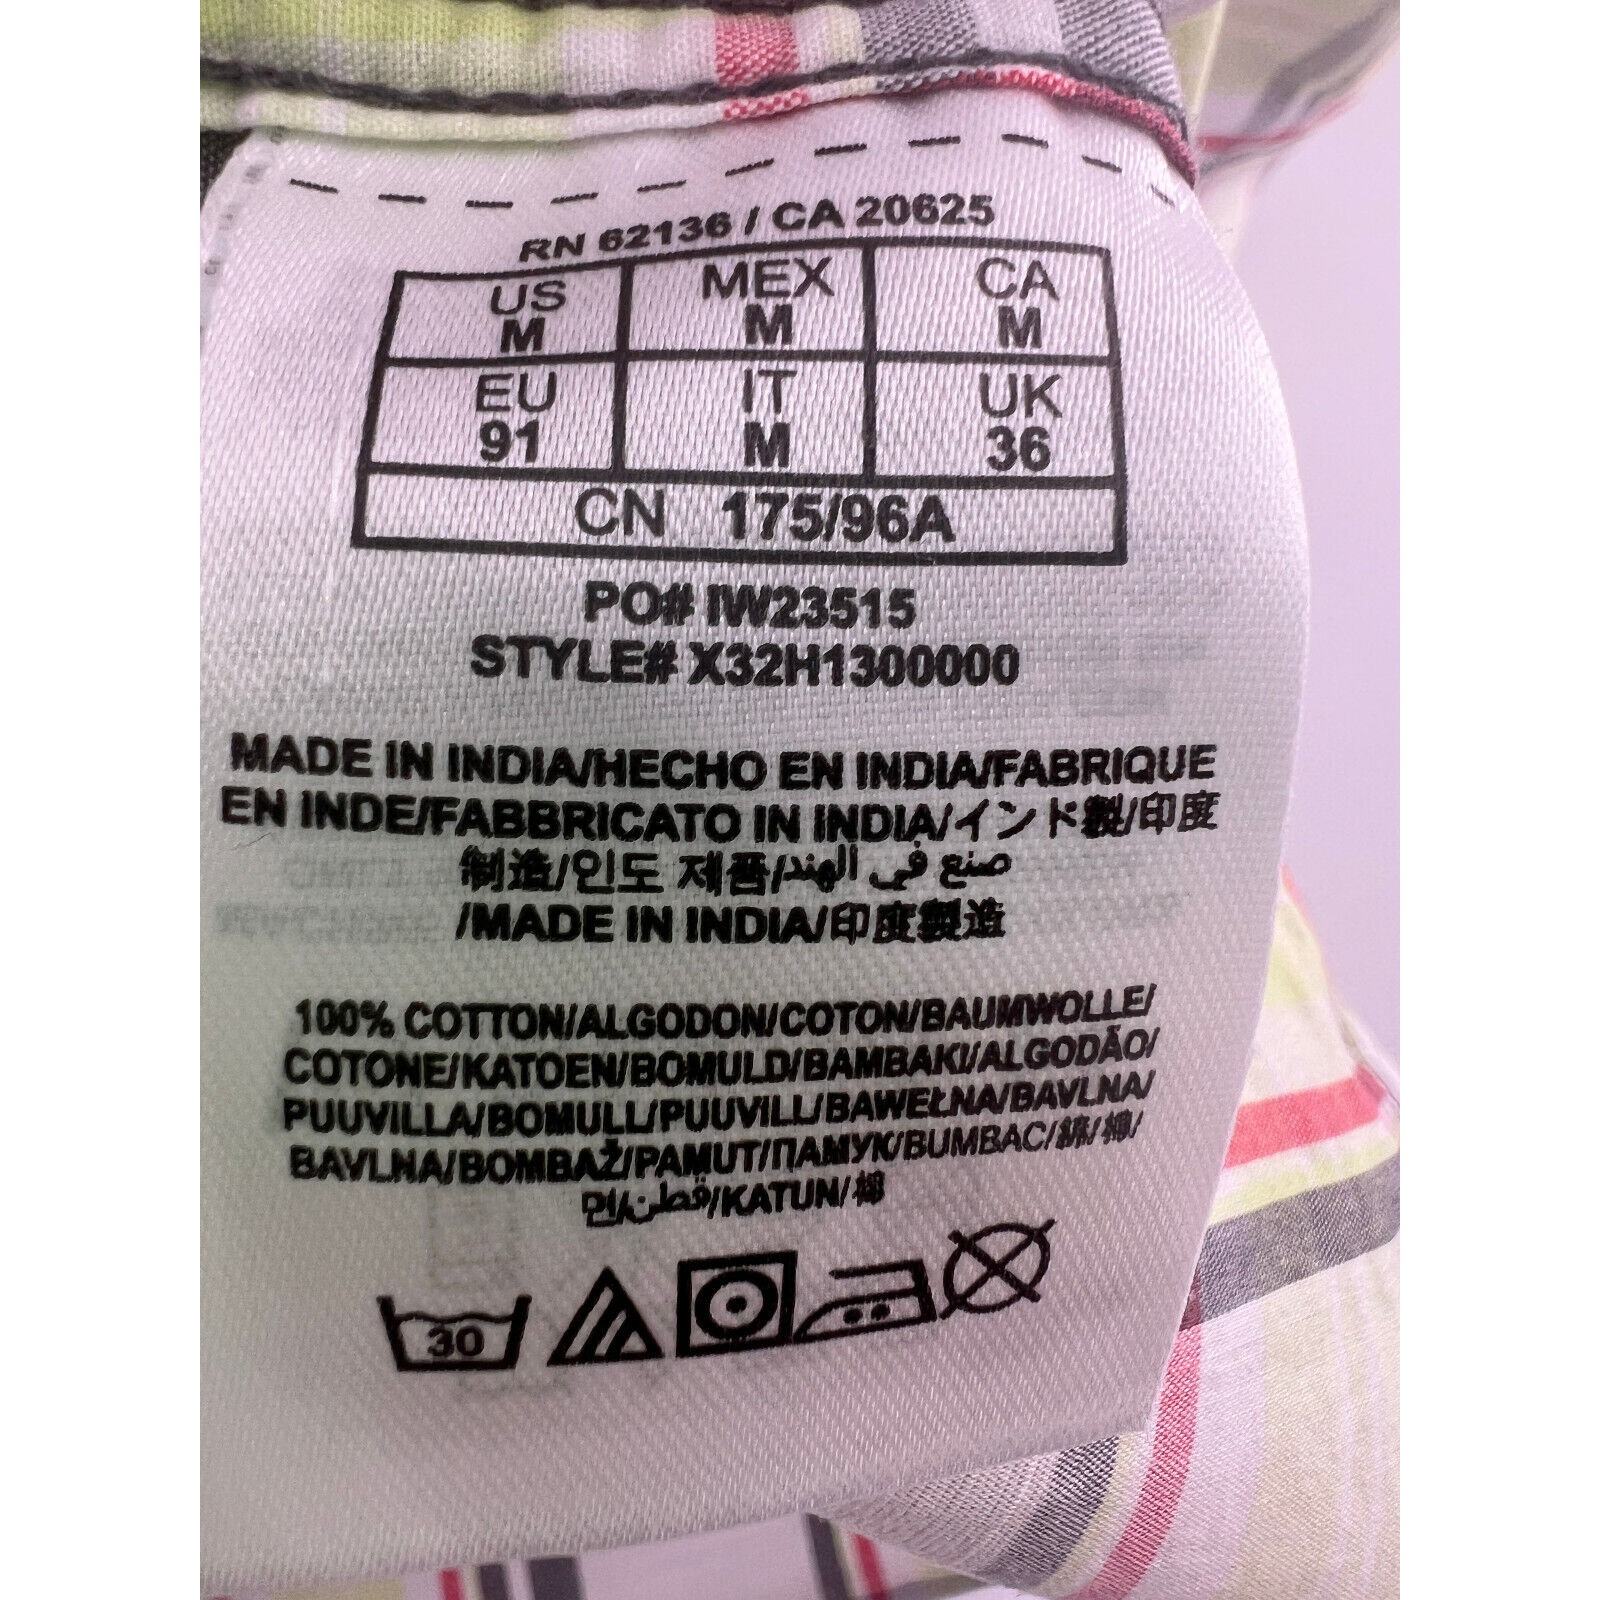 RN 62136 / CA 20625
US MEX CA
M M M
EU IT UK
91 M 36
CN 175/96A
PO# IW23515
STYLE# X32H1300000
MADE IN INDIA/HECHO EN INDIA/FABRIQUE
EN INDE/FABBRICATO IN INDIA/インド製/印度
制造/인도 제품/صنع في الهند
/MADE IN INDIA/印度製造
100% COTTON/ALGODON/COTON/BAUMWOLLE/
COTONE/KATOEN/BOMULD/BAMBAKI/ALGODÃO/
PUUVILLA/BOMULL/PUUVILL/BAWEŁNA/BAVLNA/
BAVLNA/BOMBAŽ/PAMUT/ПАМУК/BUMBAC/綿/棉/
면/قطن/KATUN/棉
30